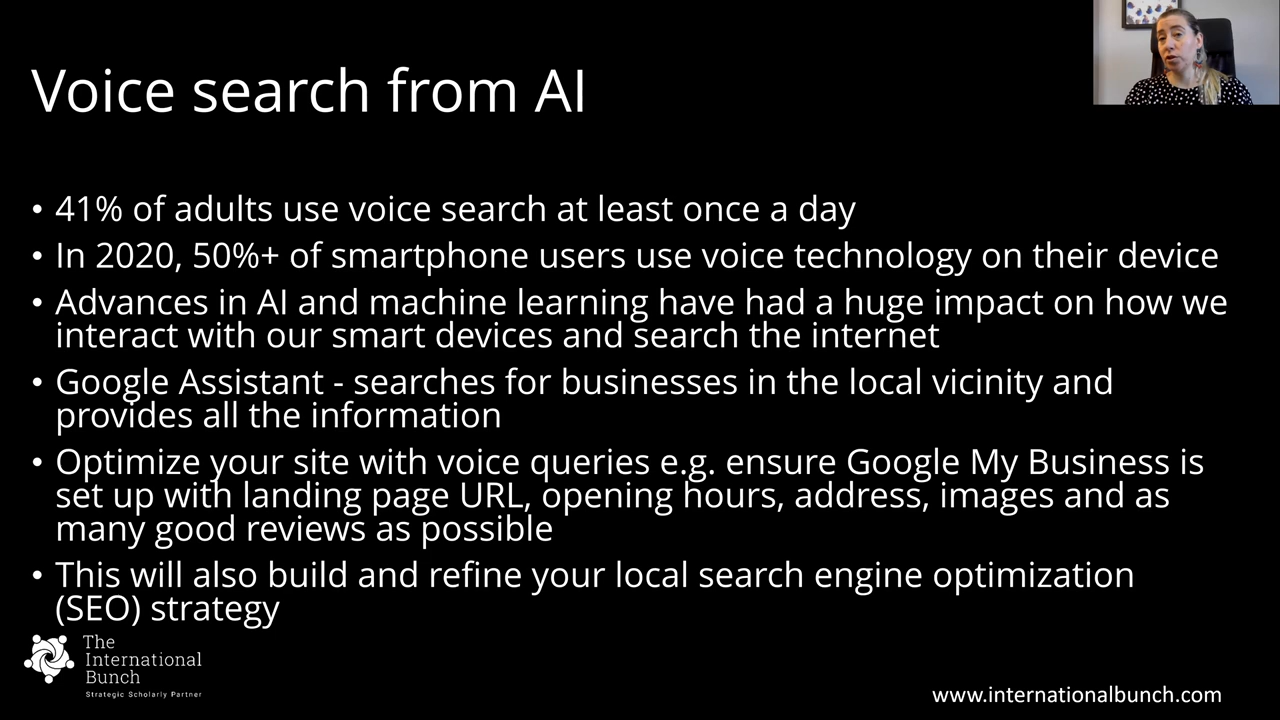 Voice search from AI
• 41% of adults use voice search at least once a day
• In 2020, 50%+ of smartphone users use voice technology on their device
• Advances in AI and machine learning have had a huge impact on how we
interact with our smart devices and search the internet
• Google Assistant - searches for businesses in the local vicinity and
provides all the information
• Optimize your site with voice queries e.g. ensure Google My Business is
set up with landing page URL, opening hours, address, images and as
many good reviews as possible
• This will also build and refine your local search engine optimization
(SEO) strategy
The
International
Bunch
Strategic Scholarly Partner
www.internationalbunch.com